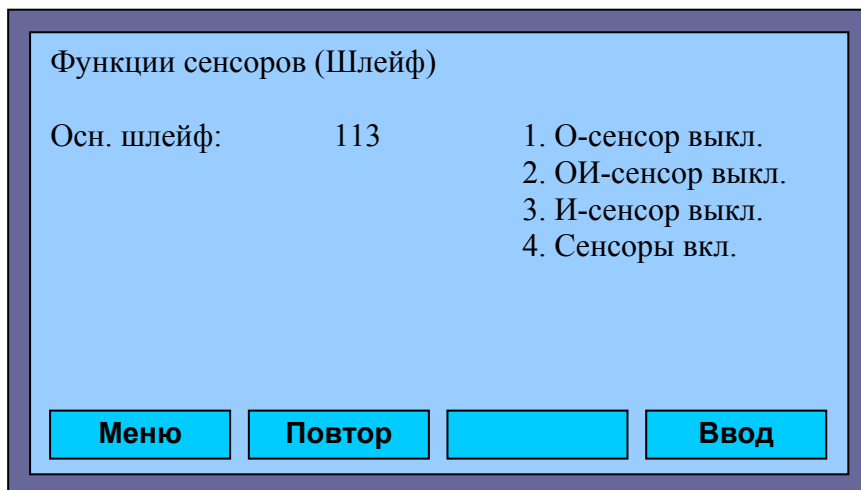 Функции сенсоров (Шлейф)
Осн. шлейф: 113 1. О-сенсор выкл.
2. ОИ-сенсор выкл.
3. И-сенсор выкл.
4. Сенсоры вкл.
Меню Повтор Ввод